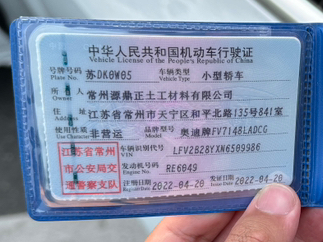 中华人民共和国机动车行驶证
Vehicle License of the People's Republic of China
号牌号码 Plate No. 苏DK0W05 车辆类型 Vehicle Type 小型轿车
所有人 Owner 常州源鼎正土工材料有限公司
住址 Address 江苏省常州市天宁区和平北路135号841室
使用性质 Use Character 非营运 品牌型号 Model 奥迪牌FV7148LADCG
江苏省常州 车辆识别代号 VIN LFV2B28YXN6509986
市公安局交 发动机号码 Engine No. RE6049
通警察支队 注册日期 2022-04-20 发证日期 Issue Date 2022-04-20